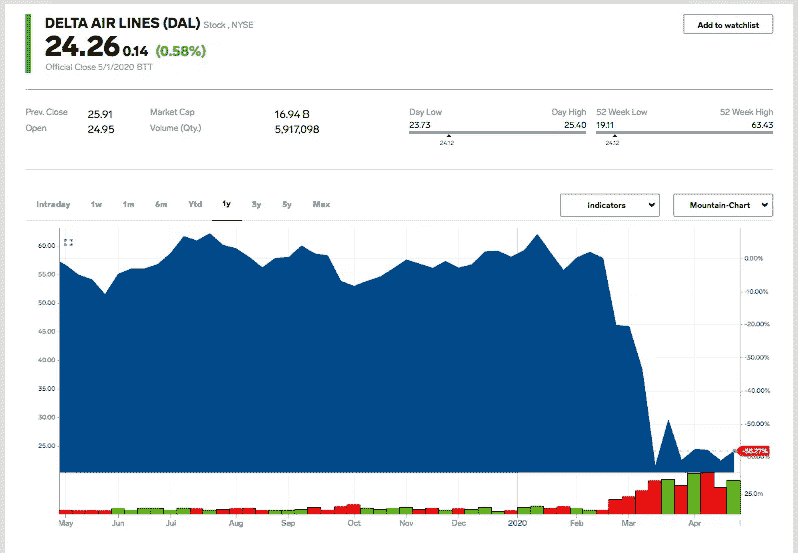 DELTA AIR LINES (DAL) Stock , NYSE
Add to watchlist
24.26 0.14 (0.58%)
Official Close 5/1/2020 BTT
Prev. Close 25.91 Market Cap 16.94 B Day Low Day High 52 Week Low 52 Week High
Open 24.95 Volume (Qty.) 5,917,098 23.73 25.40 19.11 63.43
24.12 24.12
Intraday 1w 1m 6m Ytd 1y 3y 5y Max Indicators Mountain-Chart
60.00
0.00%
55.00
-10.00%
50.00
-20.00%
45.00
-30.00%
40.00
-40.00%
35.00
30.00
-50.00%
25.00
-58.27%
-60.00%
25.0m
May Jun Jul Aug Sep Oct Nov Dec 2020 Feb Mar Apr